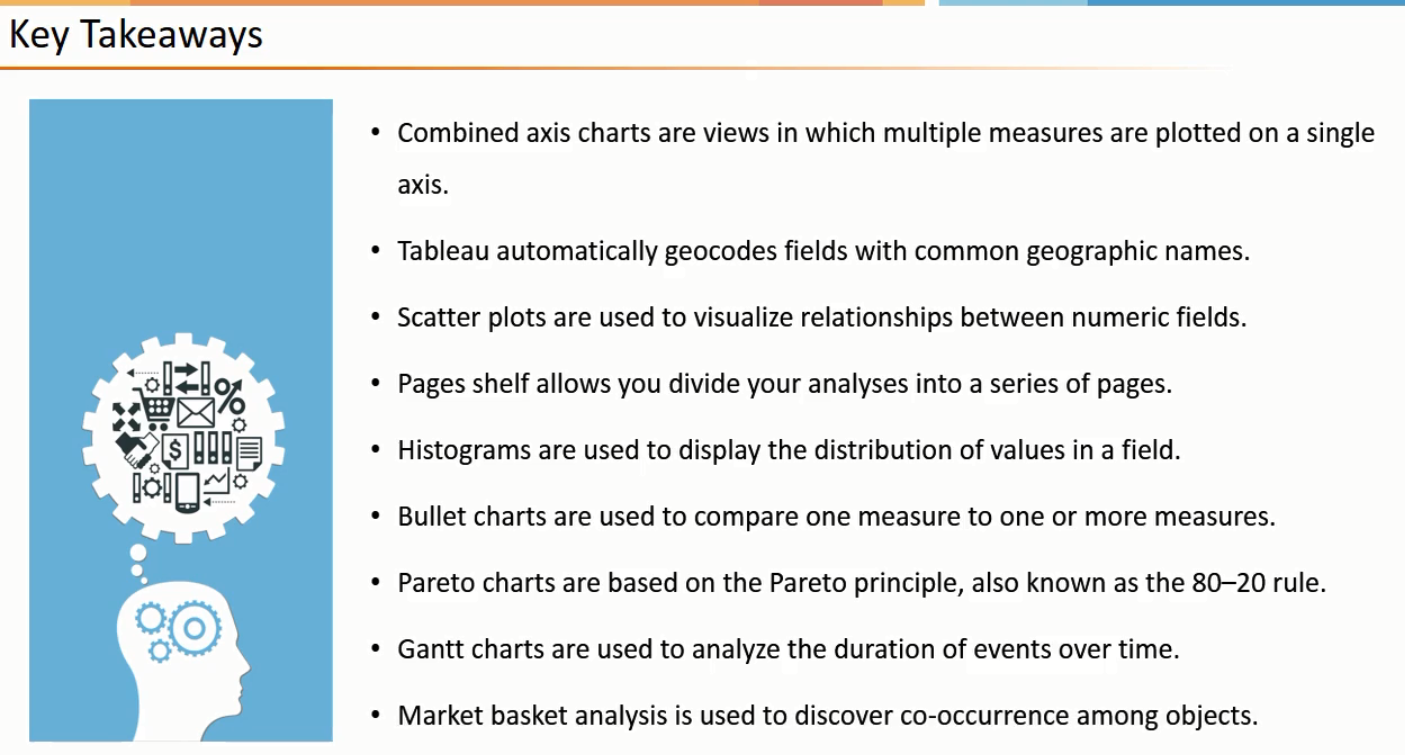 Key Takeaways
• Combined axis charts are views in which multiple measures are plotted on a single
axis.
• Tableau automatically geocodes fields with common geographic names.
• Scatter plots are used to visualize relationships between numeric fields.
• Pages shelf allows you divide your analyses into a series of pages.
• Histograms are used to display the distribution of values in a field.
• Bullet charts are used to compare one measure to one or more measures.
• Pareto charts are based on the Pareto principle, also known as the 80–20 rule.
• Gantt charts are used to analyze the duration of events over time.
• Market basket analysis is used to discover co-occurrence among objects.